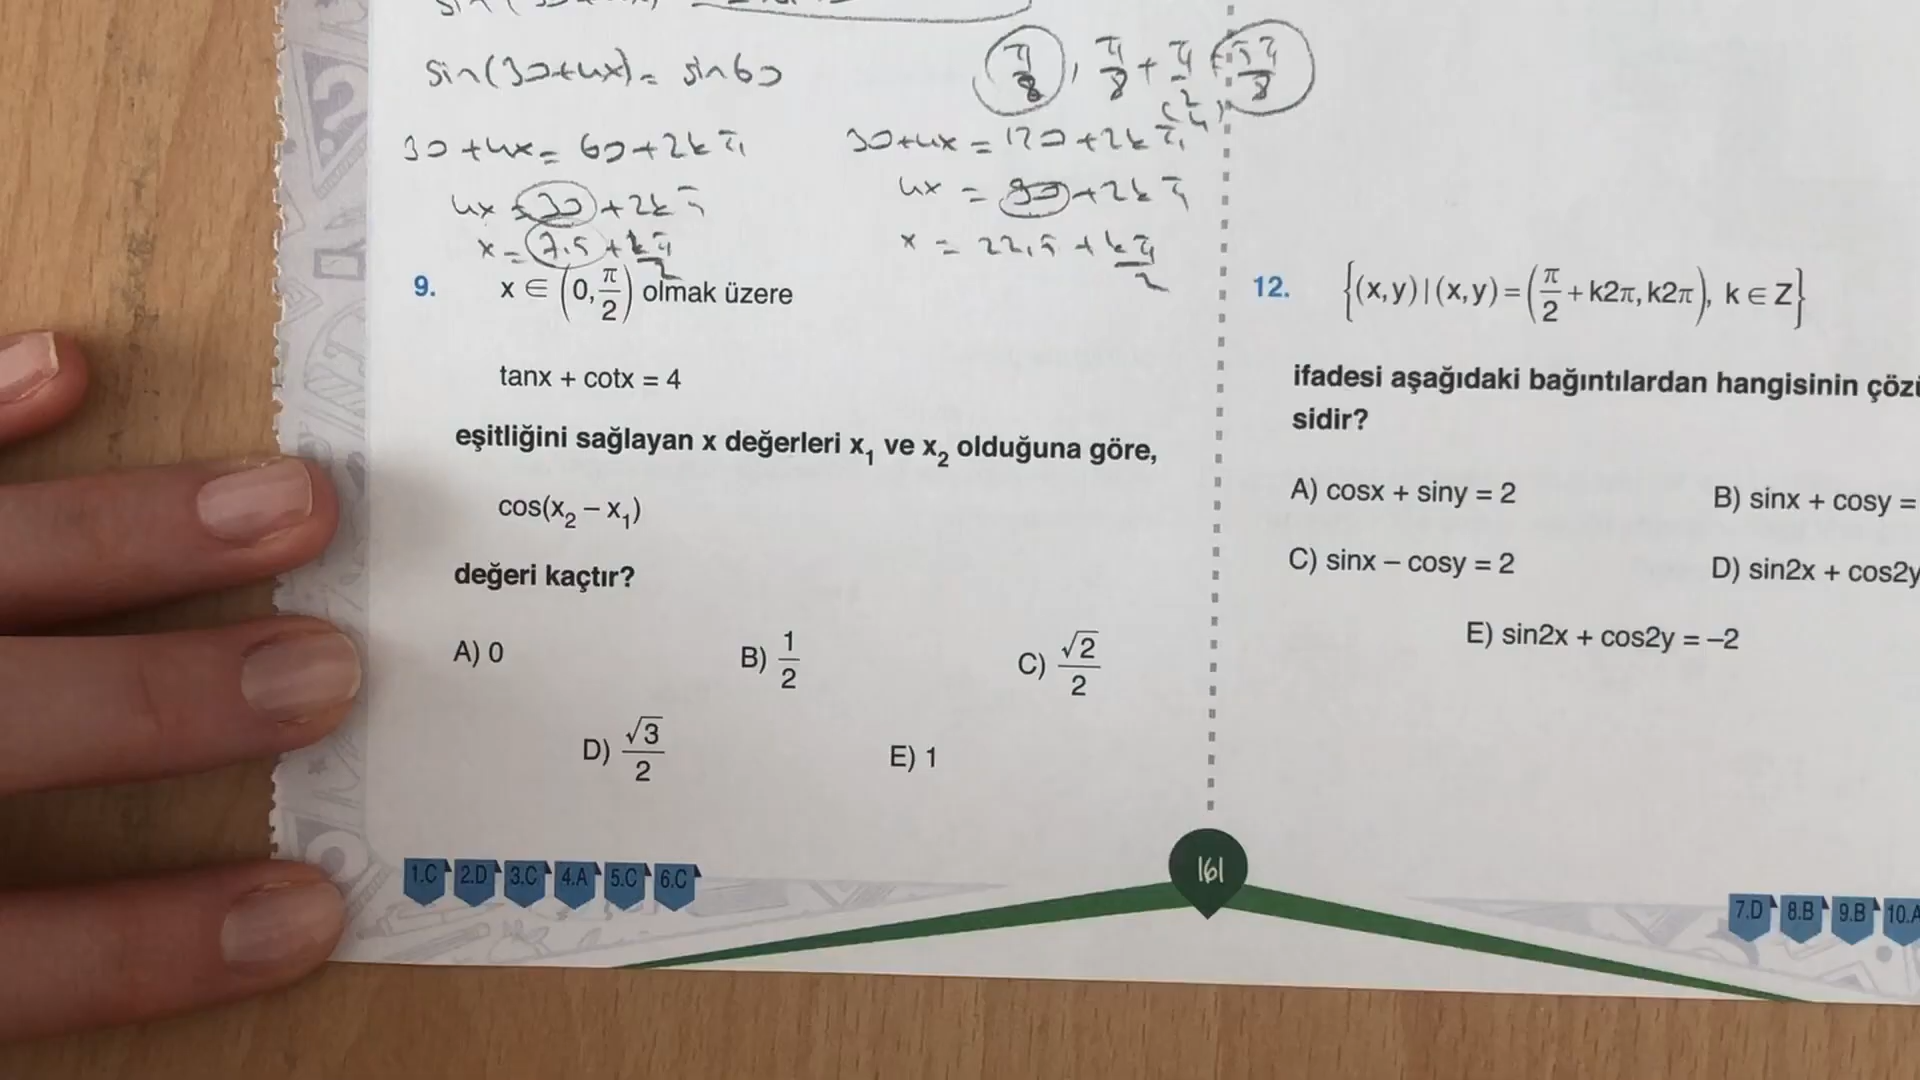 sin(30+4x) = sin60
π/8, π/8 + π/2 = 5π/8
(4)
30+4x = 60+2kπ
30+4x = 120+2kπ
4x = 30 +2kπ
4x = 90+2kπ
x = 7.5 + kπ/2
x = 22,5 + kπ/2
9. x ∈ (0, π/2) olmak üzere
tanx + cotx = 4
eşitliğini sağlayan x değerleri x₁ ve x₂ olduğuna göre,
cos(x₂ – x₁)
değeri kaçtır?
A) 0
B) 1/2
C) √2/2
D) √3/2
E) 1
1.C 2.D 3.C 4.A 5.C 6.C
161
12. {(x,y) | (x,y) = (π/2 + k2π, k2π), k ∈ Z}
ifadesi aşağıdaki bağıntılardan hangisinin
sidir?
A) cosx + siny = 2
B) sinx + cosy =
C) sinx – cosy = 2
D) sin2x + cos2y
E) sin2x + cos2y = –2
7.D 8.B 9.B 10.A